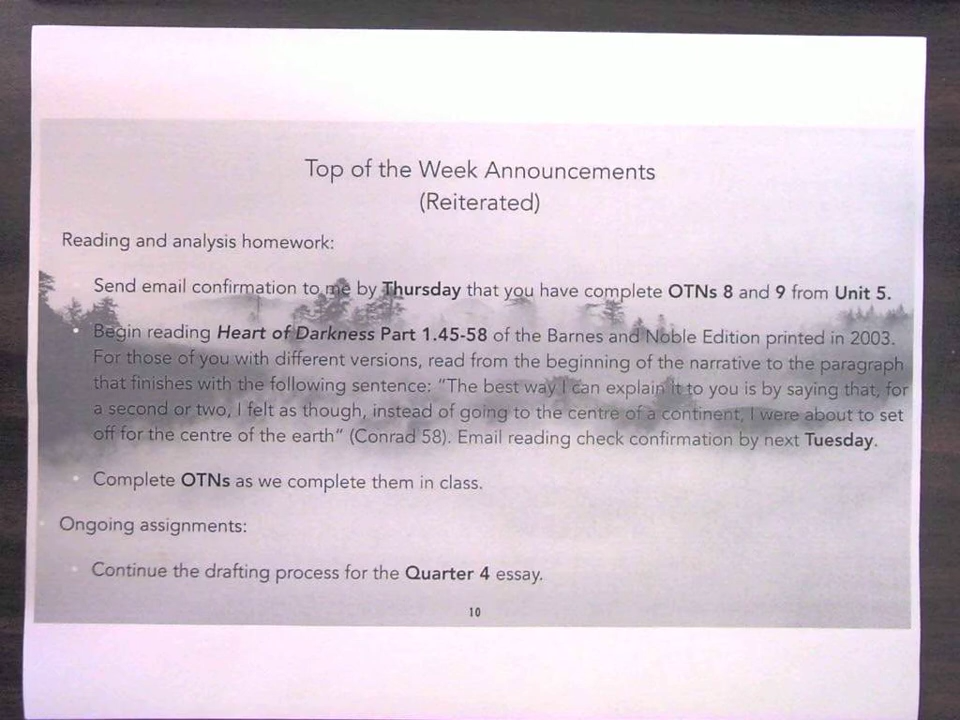 Top of the Week Announcements
(Reiterated)
Reading and analysis homework:
Send email confirmation to me by Thursday that you have complete OTNs 8 and 9 from Unit 5.
• Begin reading Heart of Darkness Part 1.45-58 of the Barnes and Noble Edition printed in 2003.
For those of you with different versions, read from the beginning of the narrative to the paragraph
that finishes with the following sentence: “The best way I can explain it to you is by saying that, for
a second or two, I felt as though, instead of going to the centre of a continent, I were about to set
off for the centre of the earth“ (Conrad 58). Email reading check confirmation by next Tuesday.
• Complete OTNs as we complete them in class.
Ongoing assignments:
• Continue the drafting process for the Quarter 4 essay.
10